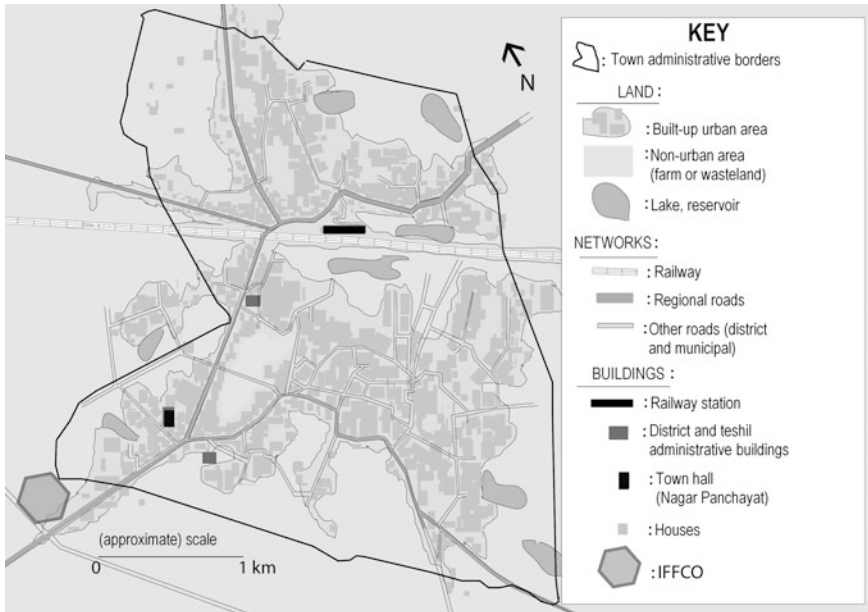 N
(approximate) scale
0
1 km
KEY
: Town administrative borders
LAND :
: Built-up urban area
: Non-urban area
(farm or wasteland)
: Lake, reservoir
NETWORKS :
: Railway
: Regional roads
: Other roads (district
and municipal)
BUILDINGS :
: Railway station
: District and teshil
administrative buildings
: Town hall
(Nagar Panchayat)
: Houses
: IFFCO